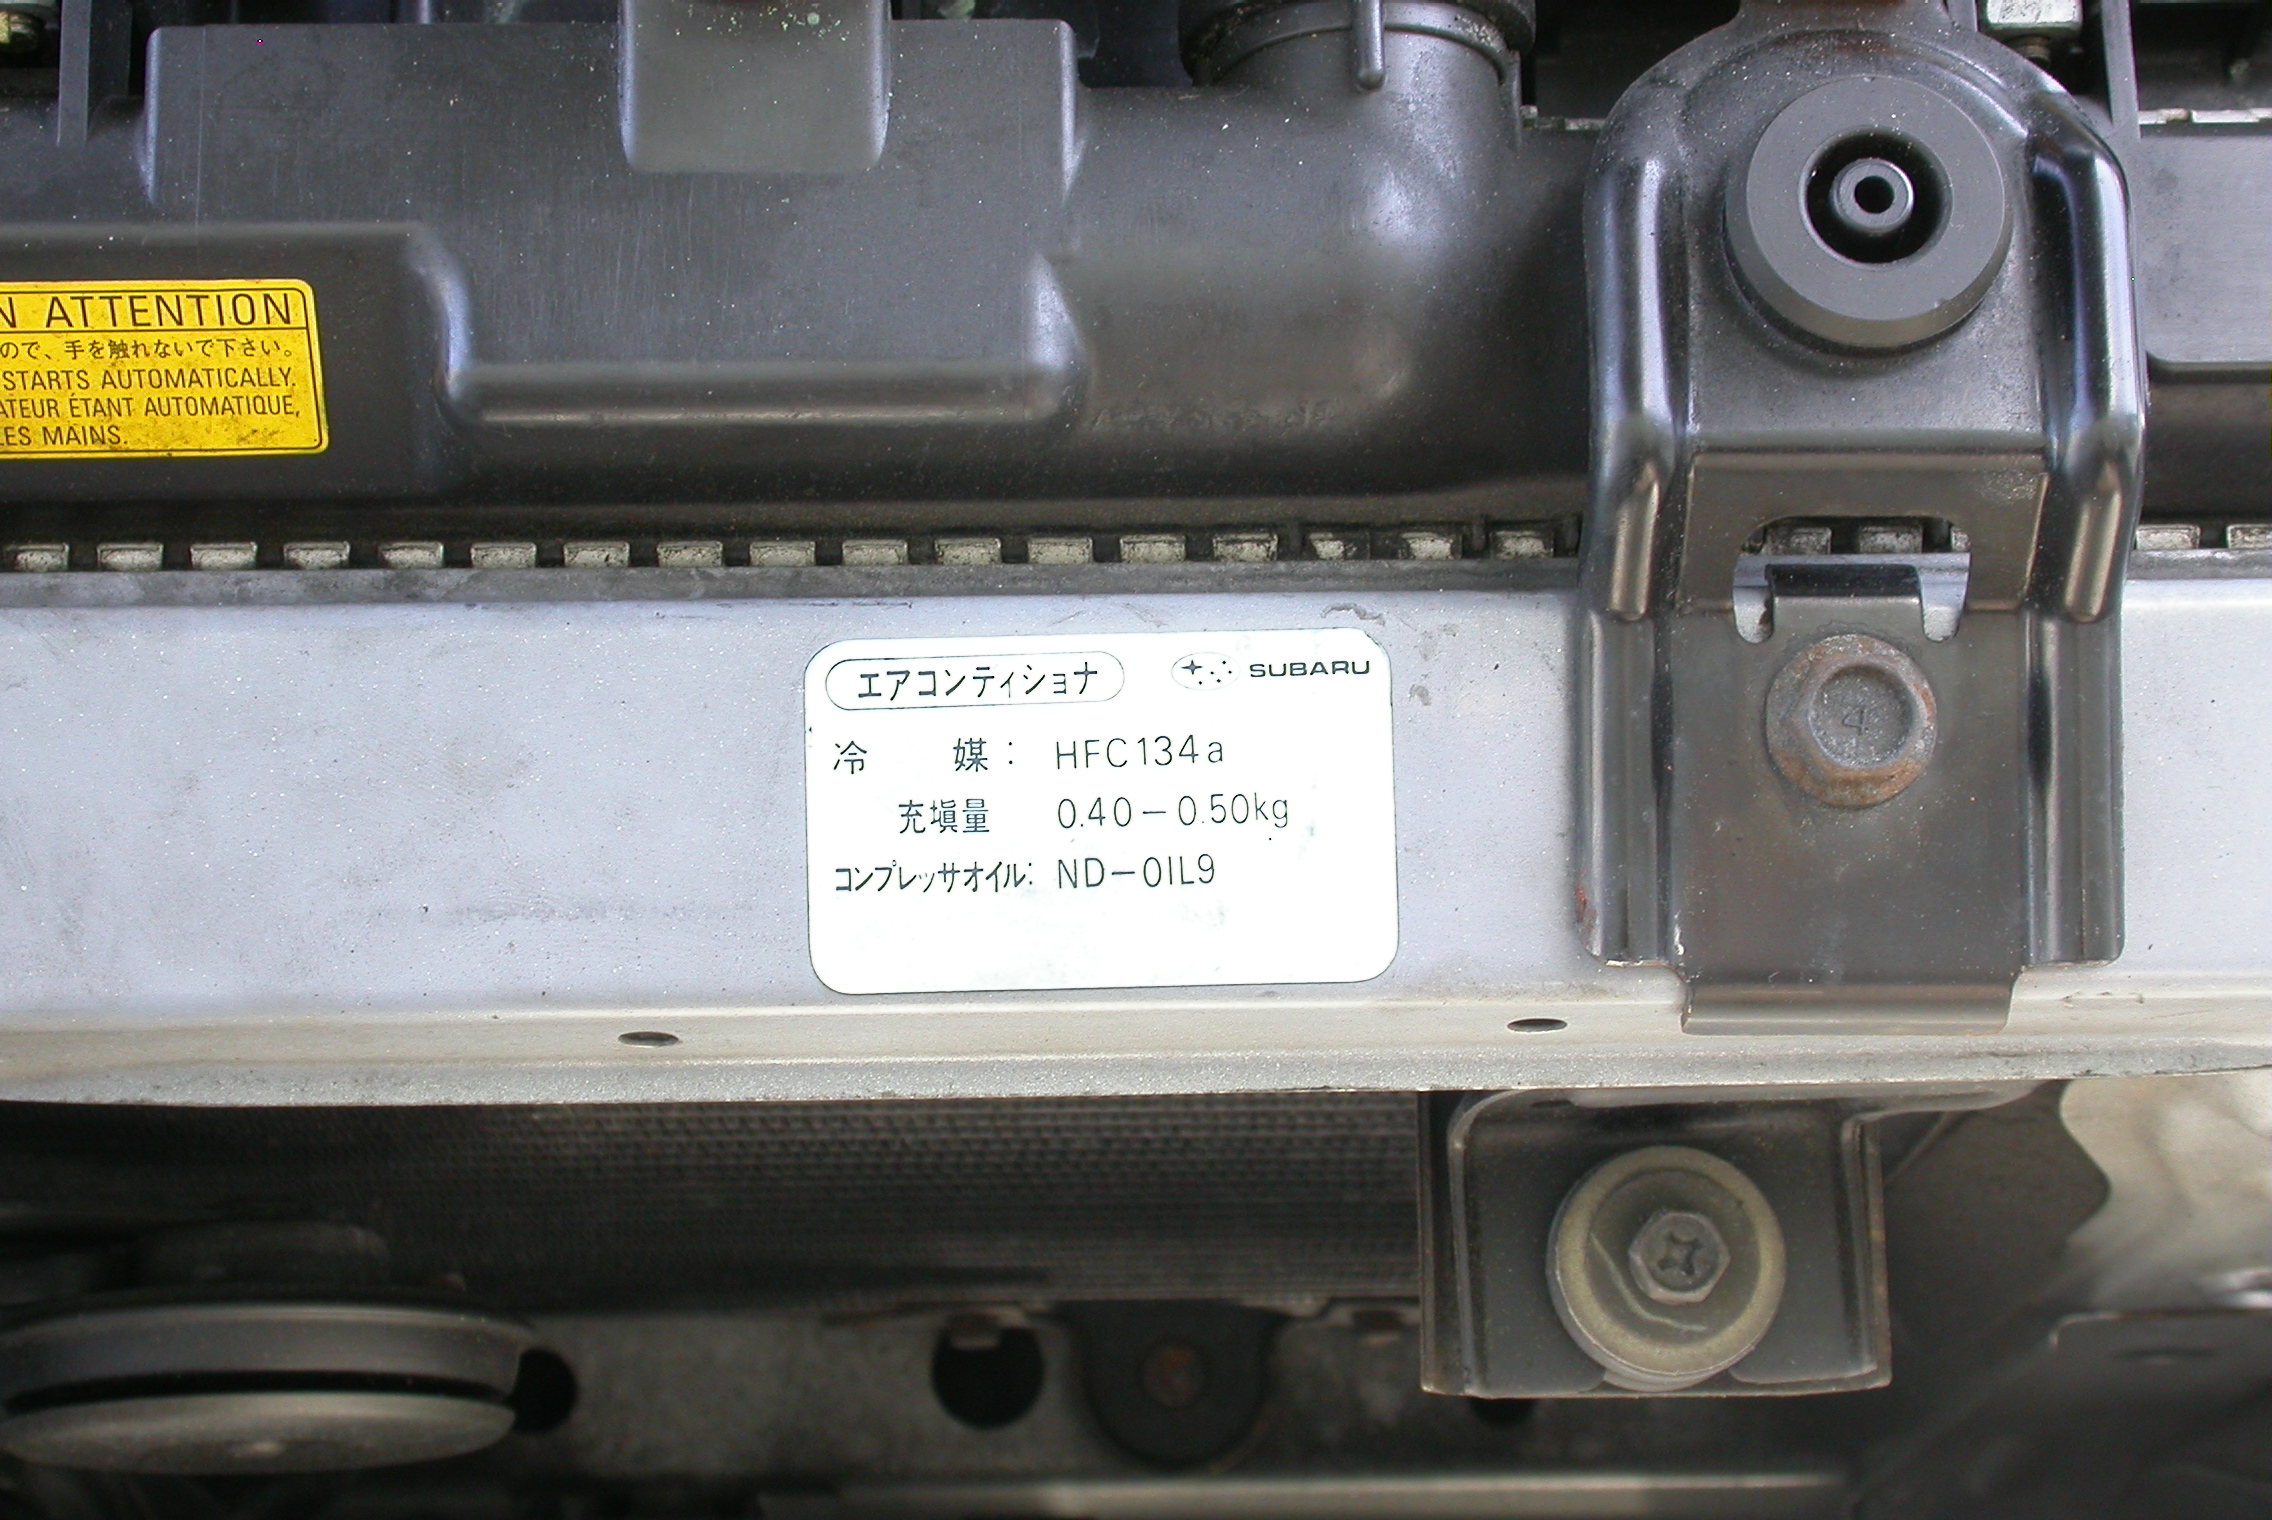 N ATTENTION
ので、手を触れないで下さい。
STARTS AUTOMATICALLY.
ATEUR ÉTANT AUTOMATIQUE,
LES MAINS.
エアコンディショナ SUBARU
冷 媒: HFC134a
充填量 0.40-0.50kg
コンプレッサオイル: ND-OIL9
4